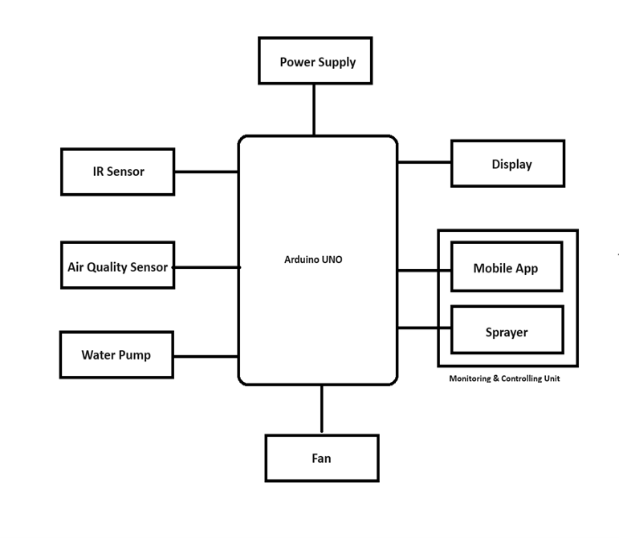 Power Supply
IR Sensor
Display
Arduino UNO
Air Quality Sensor
Mobile App
Sprayer
Water Pump
Monitoring & Controlling Unit
Fan